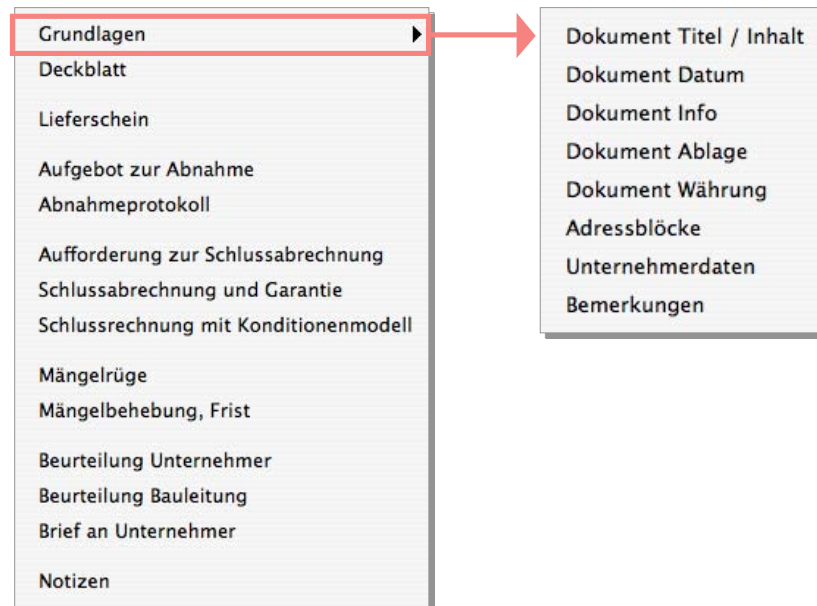 Grundlagen
Deckblatt
Lieferschein
Aufgebot zur Abnahme
Abnahmeprotokoll
Aufforderung zur Schlussabrechnung
Schlussabrechnung und Garantie
Schlussrechnung mit Konditionenmodell
Mängelrüge
Mängelbehebung, Frist
Beurteilung Unternehmer
Beurteilung Bauleitung
Brief an Unternehmer
Notizen
Dokument Titel / Inhalt
Dokument Datum
Dokument Info
Dokument Ablage
Dokument Währung
Adressblöcke
Unternehmerdaten
Bemerkungen